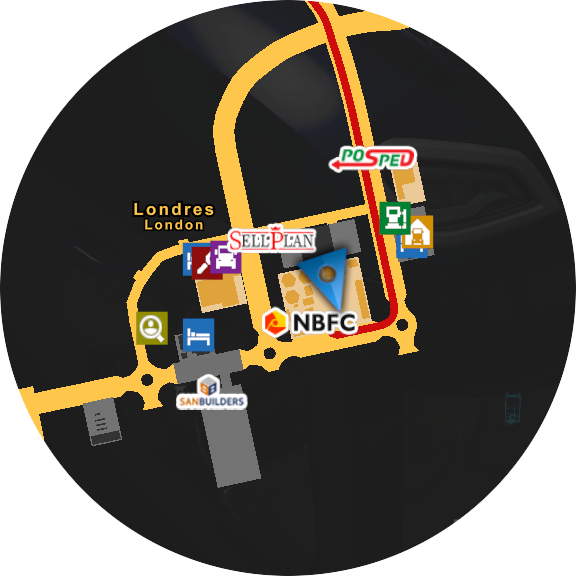 POSPED
Londres
London
SELLPLAN
NBFC
SANBUILDERS